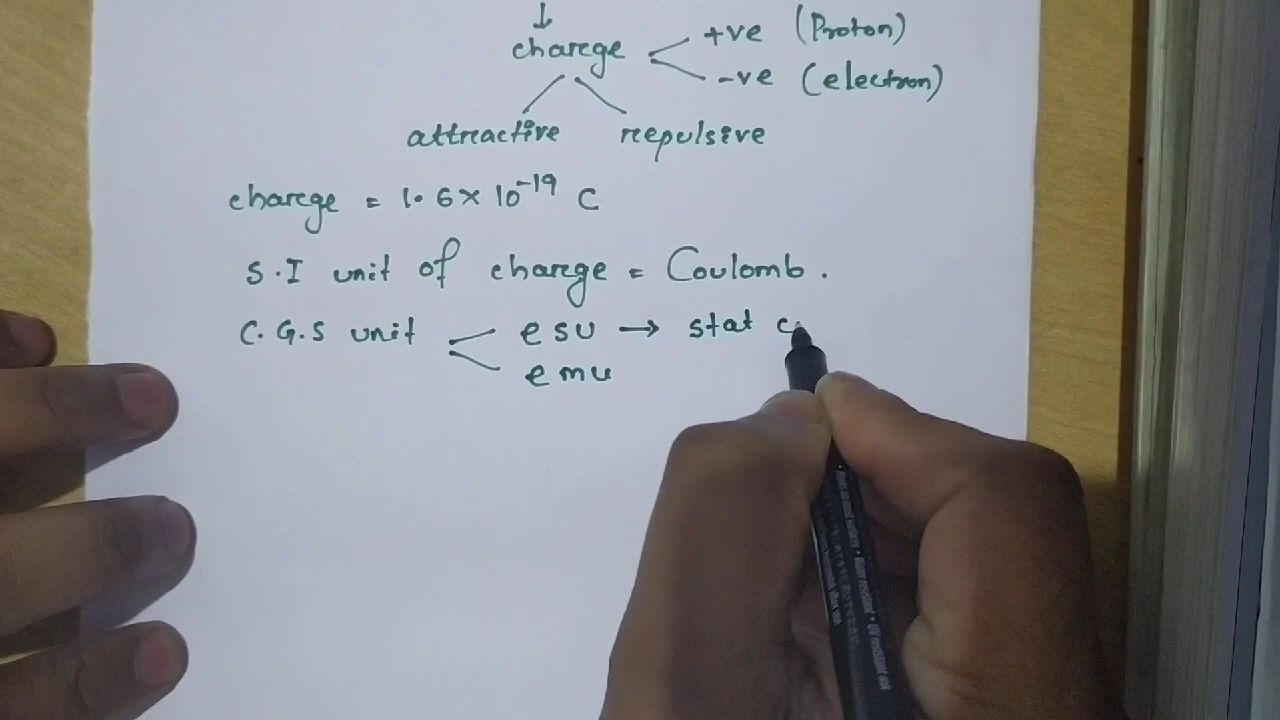 ↓
charge +ve (Proton)
-ve (electron)
attractive repulsive
charge = 1.6 × 10⁻¹⁹ C
S.I unit of charge = Coulomb.
C.G.S unit esu → stat c
emu